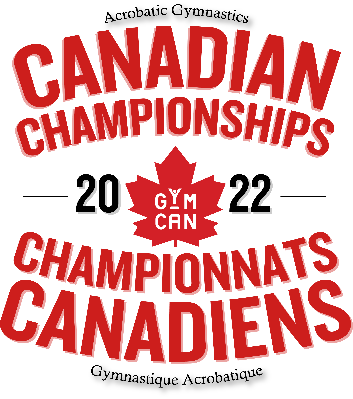 Acrobatic Gymnastics
CANADIAN
CHAMPIONSHIPS
20 22
GYM
CAN
CHAMPIONNATS
CANADIENS
Gymnastique Acrobatique